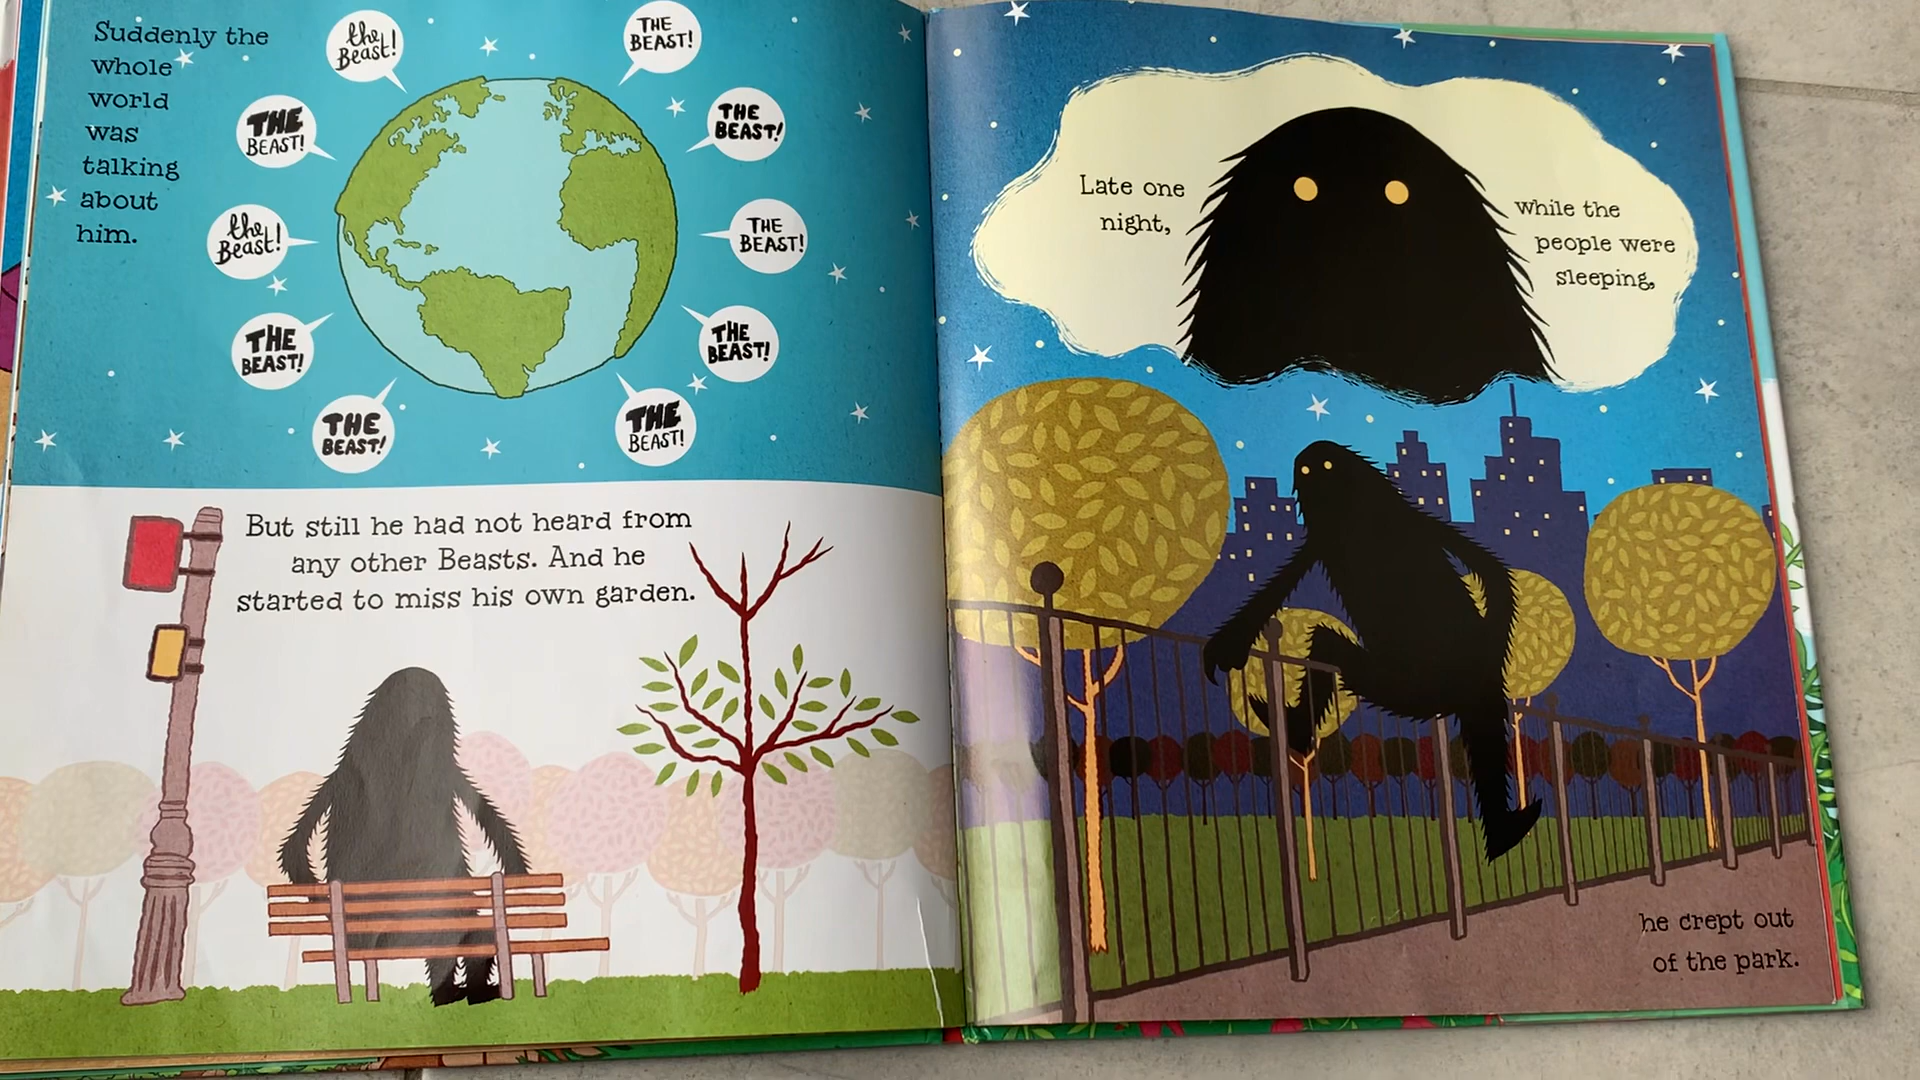 Suddenly the
whole
world
was
talking
about
him.
the
Beast!
THE
BEAST!
THE
BEAST!
THE
BEAST!
the
Beast!
THE
BEAST!
THE
BEAST!
THE
BEAST!
THE
BEAST!
THE
BEAST!
But still he had not heard from
any other Beasts. And he
started to miss his own garden.
Late one
night,
while the
people were
sleeping,
he crept out
of the park.